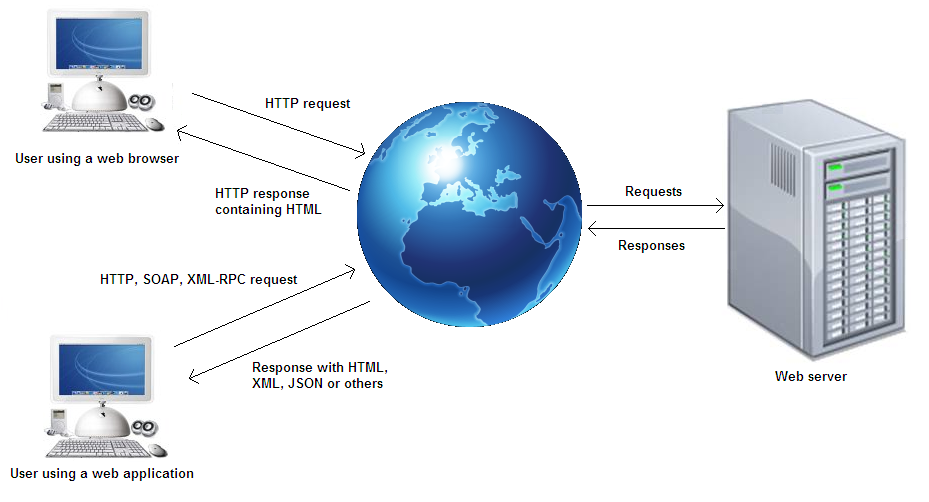 HTTP request
User using a web browser
HTTP response
containing HTML
Requests
Responses
HTTP, SOAP, XML-RPC request
Response with HTML,
XML, JSON or others
Web server
User using a web application